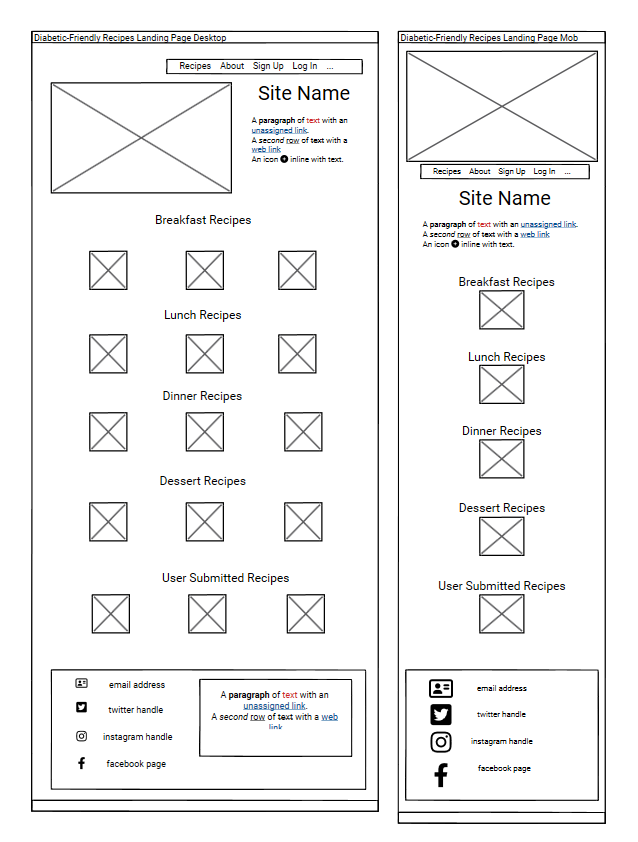 Diabetic-Friendly Recipes Landing Page Desktop
Recipes About Sign Up Log In ...
Site Name
A paragraph of text with an
unassigned link.
A second row of text with a
web link
An icon inline with text.
Breakfast Recipes
Lunch Recipes
Dinner Recipes
Dessert Recipes
User Submitted Recipes
email address
twitter handle
instagram handle
facebook page
A paragraph of text with an
unassigned link.
A second row of text with a web
link
Diabetic-Friendly Recipes Landing Page Mob
Recipes About Sign Up Log In ...
Site Name
A paragraph of text with an unassigned link.
A second row of text with a web link
An icon inline with text.
Breakfast Recipes
Lunch Recipes
Dinner Recipes
Dessert Recipes
User Submitted Recipes
email address
twitter handle
instagram handle
facebook page